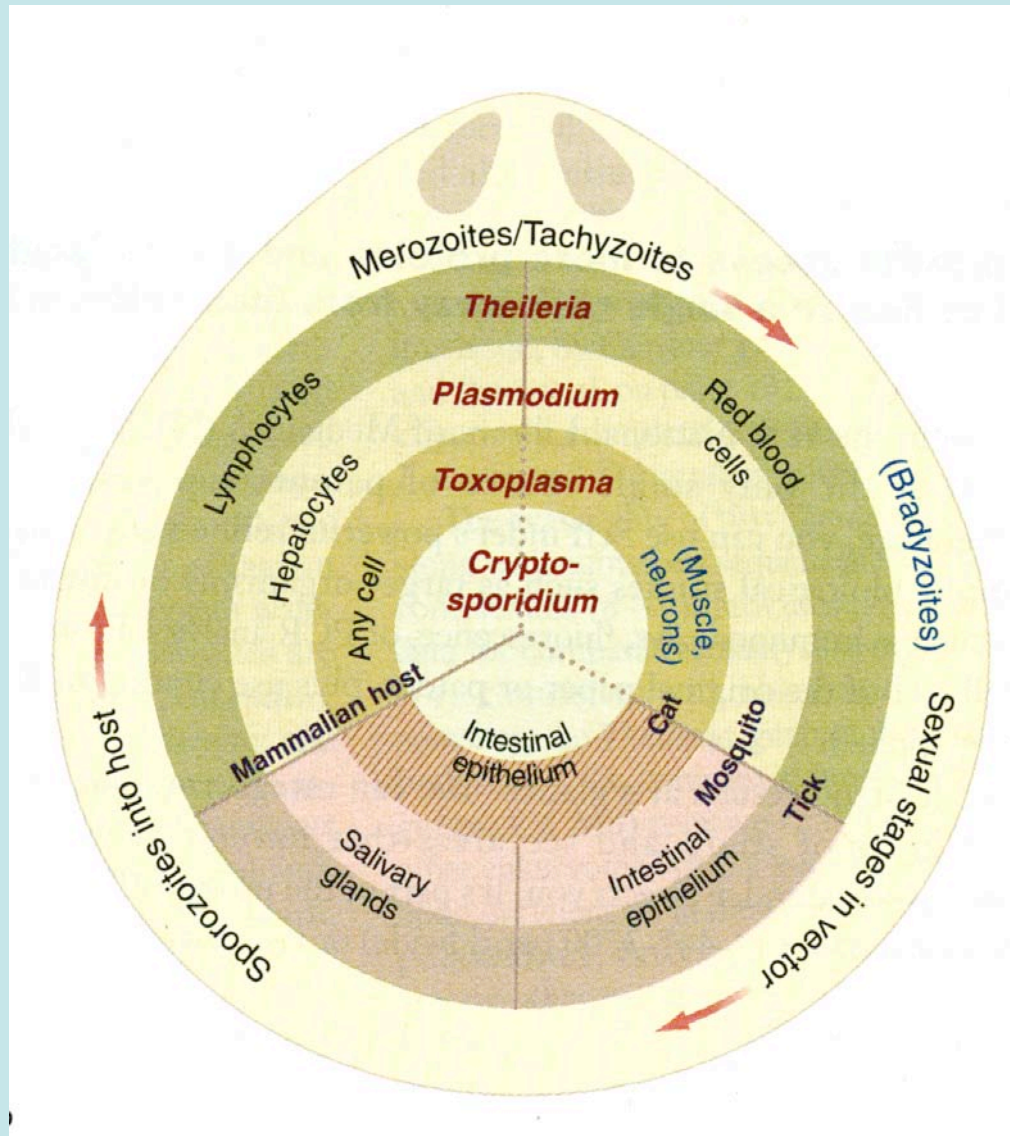 Merozoites/Tachyzoites
Theileria
Plasmodium
Toxoplasma
Crypto-
sporidium
Lymphocytes
Hepatocytes
Any cell
Red blood
cells
(Muscle,
neurons)
(Bradyzoites)
Mammalian host
Cat
Mosquito
Tick
Intestinal
epithelium
Salivary
glands
Intestinal
epithelium
Sporozoites into host
Sexual stages in vector